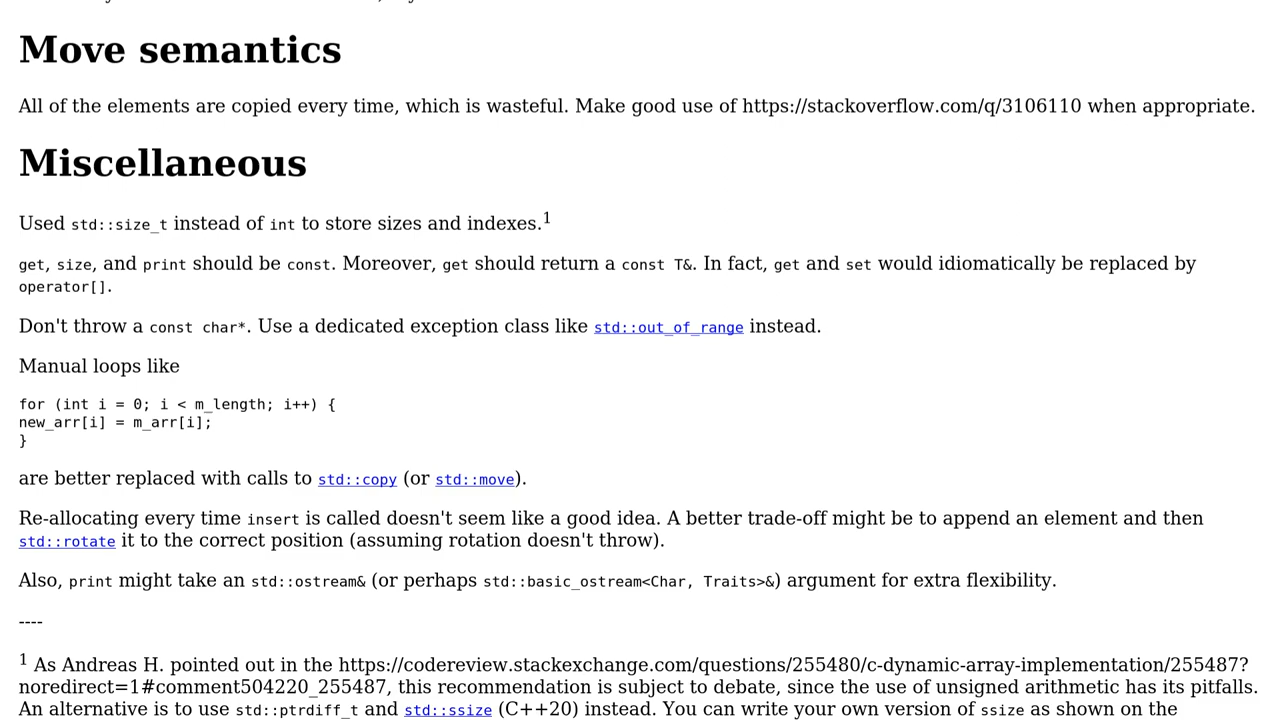 Move semantics
All of the elements are copied every time, which is wasteful. Make good use of https://stackoverflow.com/q/3106110 when appropriate.
Miscellaneous
Used std::size_t instead of int to store sizes and indexes.1
get, size, and print should be const. Moreover, get should return a const T&. In fact, get and set would idiomatically be replaced by
operator[].
Don't throw a const char*. Use a dedicated exception class like std::out_of_range instead.
Manual loops like
for (int i = 0; i < m_length; i++) {
new_arr[i] = m_arr[i];
}
are better replaced with calls to std::copy (or std::move).
Re-allocating every time insert is called doesn't seem like a good idea. A better trade-off might be to append an element and then
std::rotate it to the correct position (assuming rotation doesn't throw).
Also, print might take an std::ostream& (or perhaps std::basic_ostream<Char, Traits>&) argument for extra flexibility.
----
1 As Andreas H. pointed out in the https://codereview.stackexchange.com/questions/255480/c-dynamic-array-implementation/255487?
noredirect=1#comment504220_255487, this recommendation is subject to debate, since the use of unsigned arithmetic has its pitfalls.
An alternative is to use std::ptrdiff_t and std::ssize (C++20) instead. You can write your own version of ssize as shown on the